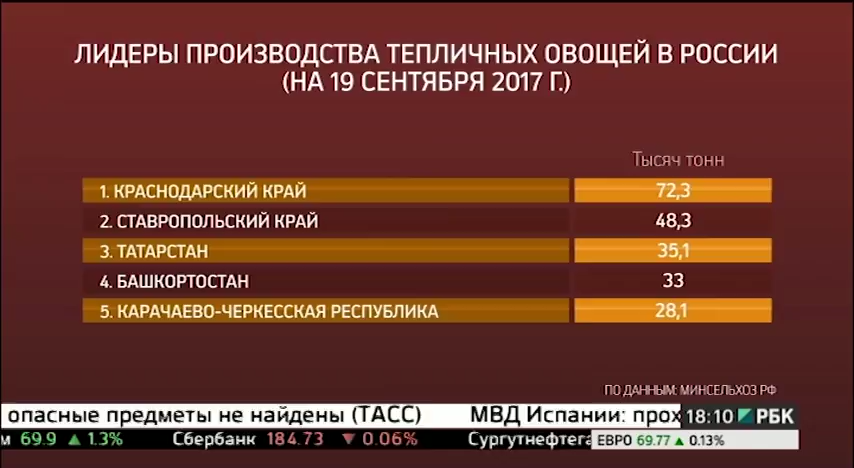 ЛИДЕРЫ ПРОИЗВОДСТВА ТЕПЛИЧНЫХ ОВОЩЕЙ В РОССИИ
(НА 19 СЕНТЯБРЯ 2017 Г.)
Тысяч тонн
1. КРАСНОДАРСКИЙ КРАЙ 72,3
2. СТАВРОПОЛЬСКИЙ КРАЙ 48,3
3. ТАТАРСТАН 35,1
4. БАШКОРТОСТАН 33
5. КАРАЧАЕВО-ЧЕРКЕССКАЯ РЕСПУБЛИКА 28,1
ПО ДАННЫМ: МИНСЕЛЬХОЗ РФ
опасные предметы не найдены (ТАСС) МВД Испании: прох 18:10 РБК
м 69.9 ▲ 1.3% Сбербанк 184.73 ▼ 0.06% Сургутнефтега ЕВРО 69.77 ▲ 0.13%